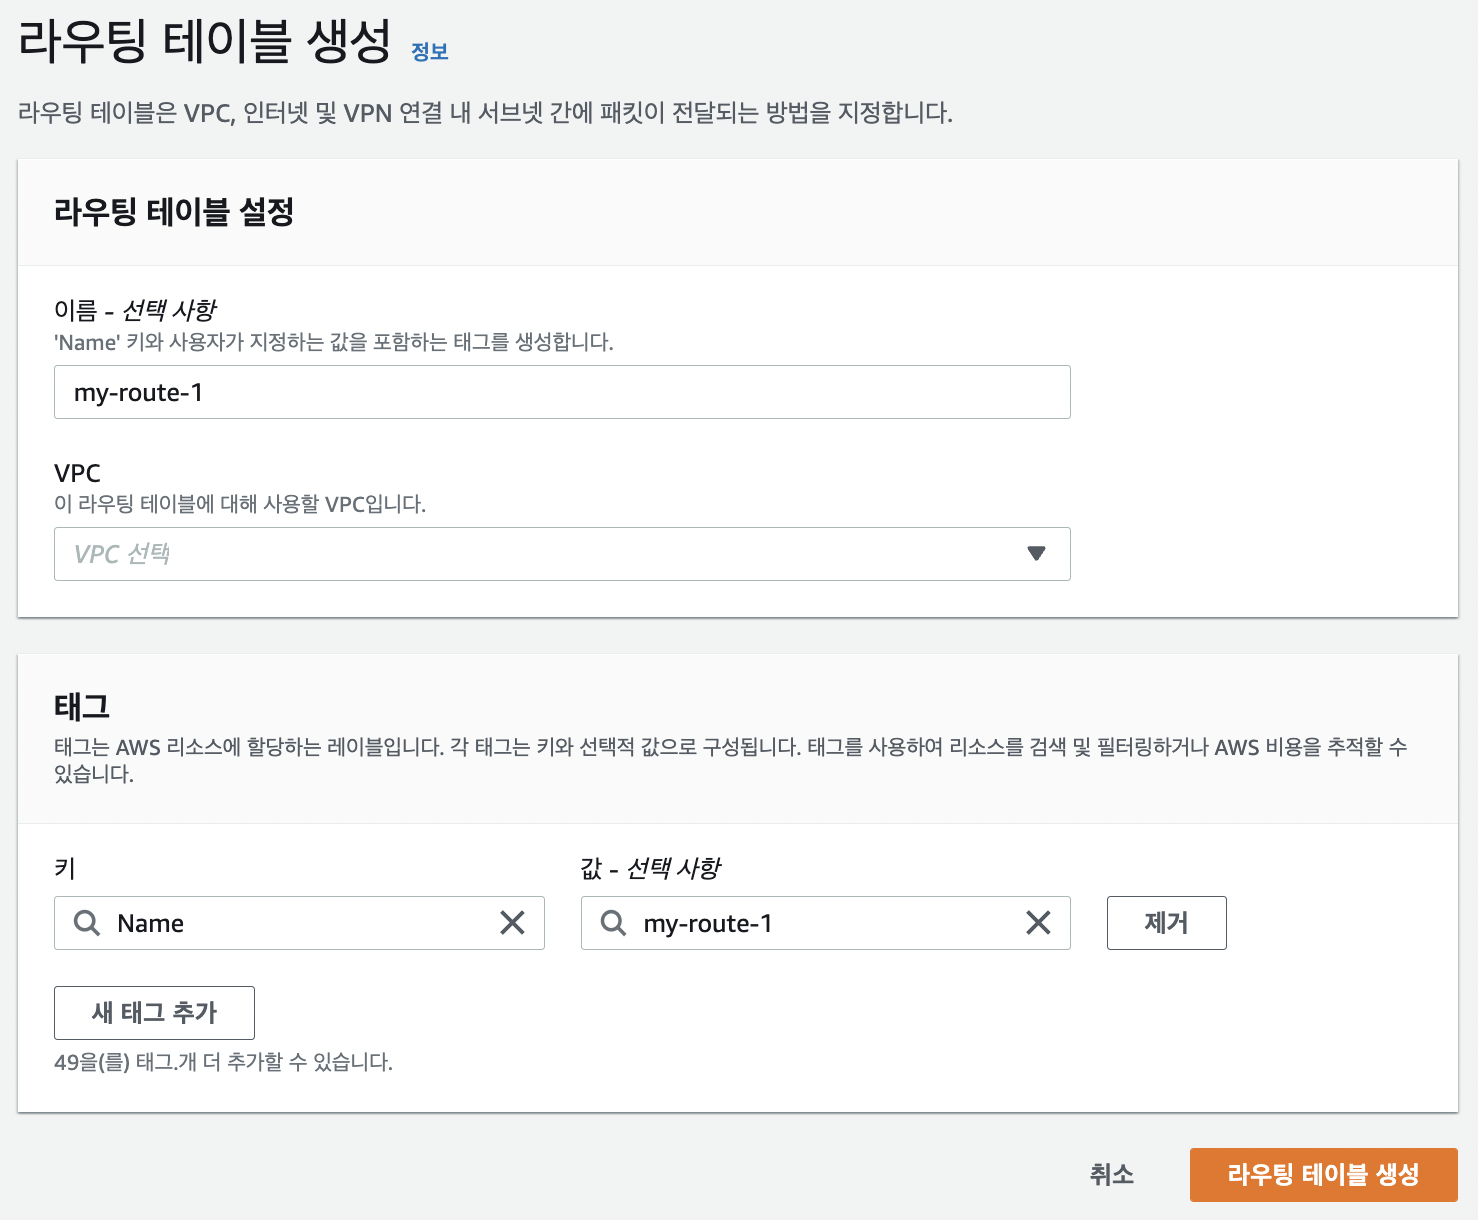 라우팅 테이블 생성 정보
라우팅 테이블은 VPC, 인터넷 및 VPN 연결 내 서브넷 간에 패킷이 전달되는 방법을 지정합니다.
라우팅 테이블 설정
이름 - 선택 사항
'Name' 키와 사용자가 지정하는 값을 포함하는 태그를 생성합니다.
my-route-1
VPC
이 라우팅 테이블에 대해 사용할 VPC입니다.
VPC 선택
태그
태그는 AWS 리소스에 할당하는 레이블입니다. 각 태그는 키와 선택적 값으로 구성됩니다. 태그를 사용하여 리소스를 검색 및 필터링하거나 AWS 비용을 추적할 수
있습니다.
키 값 - 선택 사항
Name my-route-1 제거
새 태그 추가
49을(를) 태그.개 더 추가할 수 있습니다.
취소 라우팅 테이블 생성